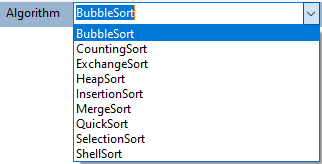 Algorithm BubbleSort
BubbleSort
CountingSort
ExchangeSort
HeapSort
InsertionSort
MergeSort
QuickSort
SelectionSort
ShellSort